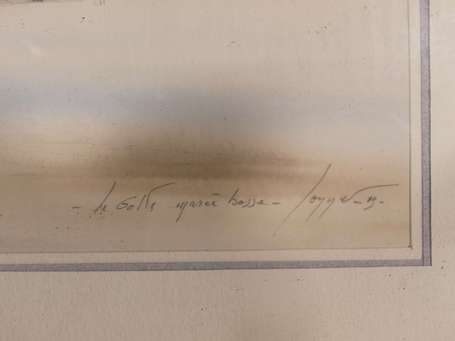 - Le Golfe marée basse -